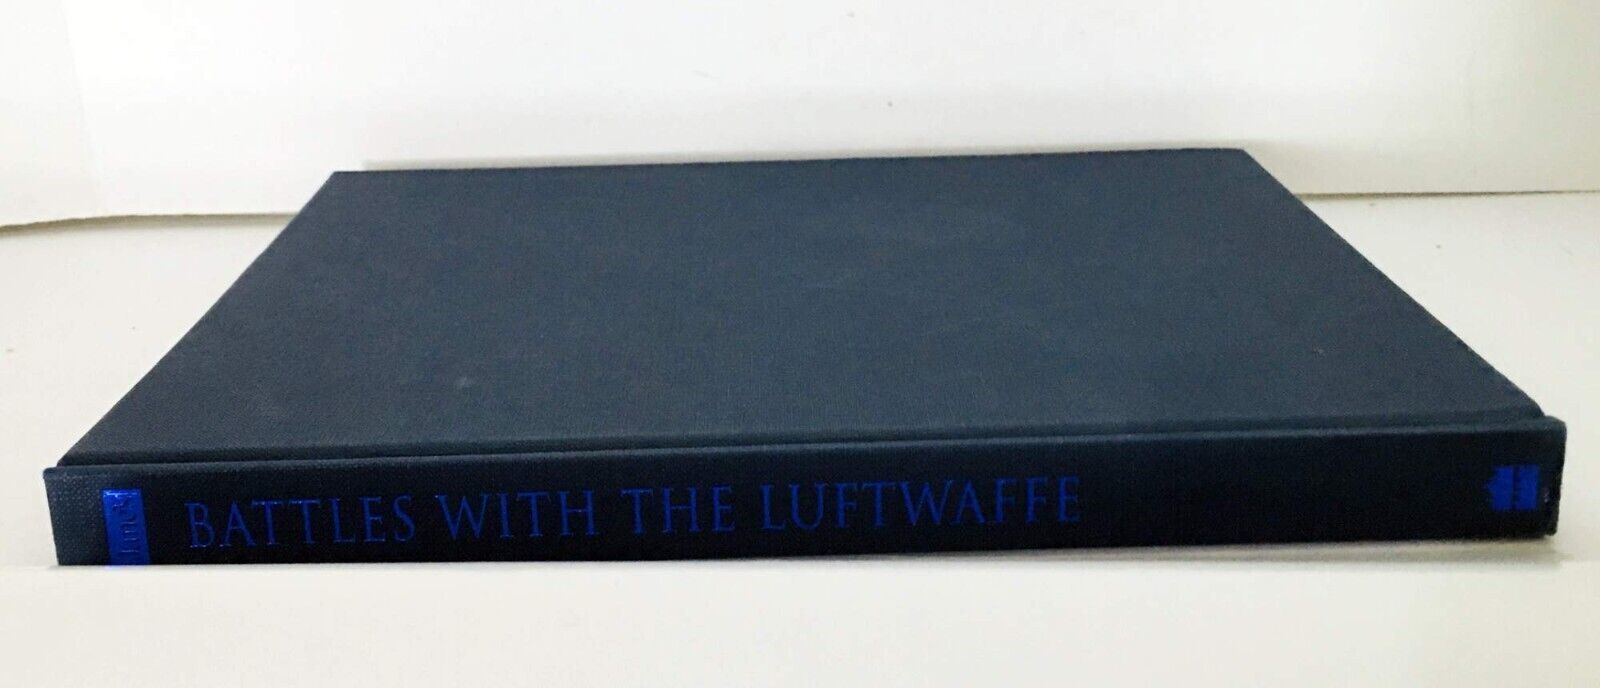 BATTLES WITH THE LUFTWAFFE